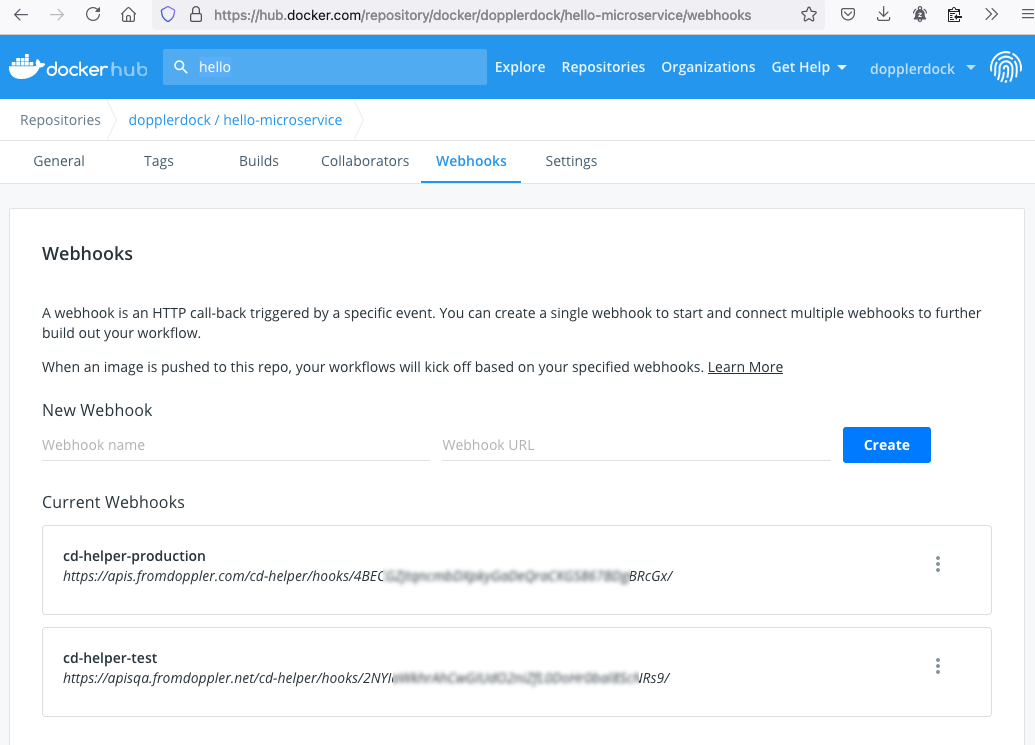 https://hub.docker.com/repository/docker/dopplerdock/hello-microservice/webhooks
dockerhub hello Explore Repositories Organizations Get Help dopplerdock
Repositories dopplerdock / hello-microservice
General Tags Builds Collaborators Webhooks Settings
Webhooks
A webhook is an HTTP call-back triggered by a specific event. You can create a single webhook to start and connect multiple webhooks to further
build out your workflow.
When an image is pushed to this repo, your workflows will kick off based on your specified webhooks. Learn More
New Webhook
Webhook name Webhook URL Create
Current Webhooks
cd-helper-production
https://apis.fromdoppler.com/cd-helper/hooks/4BEC BRcGx/
cd-helper-test
https://apisqa.fromdoppler.net/cd-helper/hooks/2NYI Rs9/